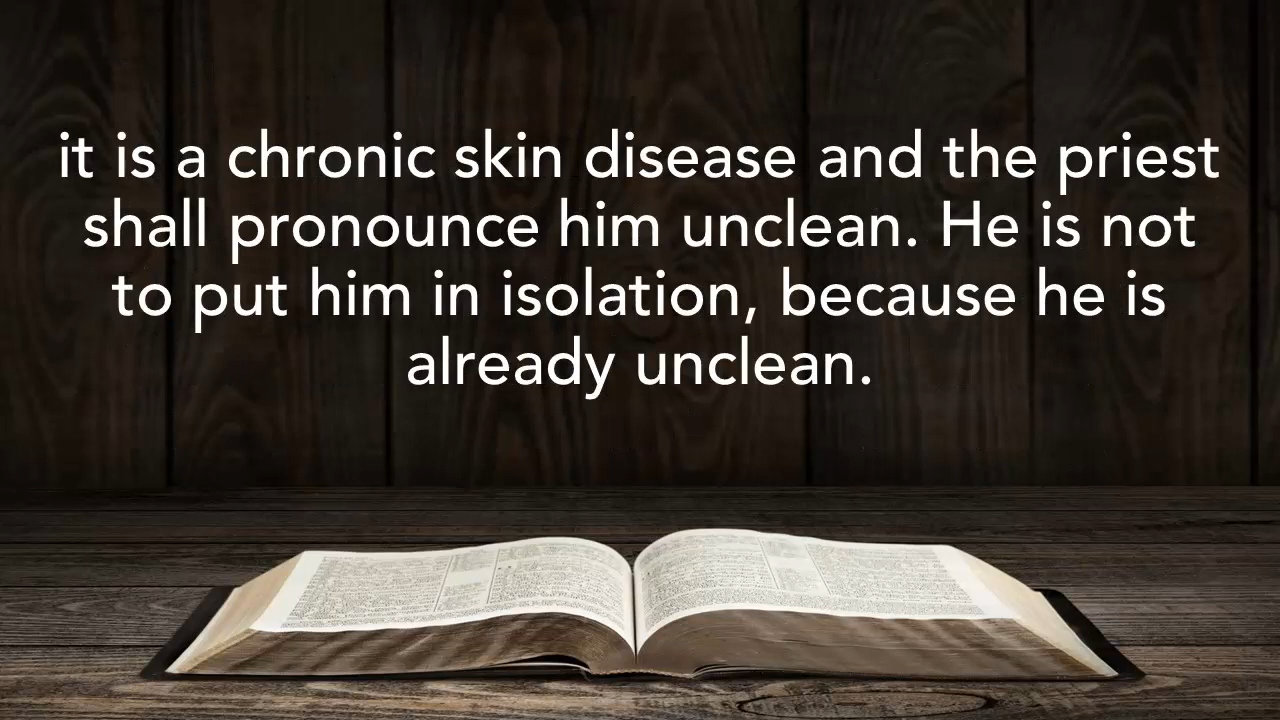 it is a chronic skin disease and the priest
shall pronounce him unclean. He is not
to put him in isolation, because he is
already unclean.